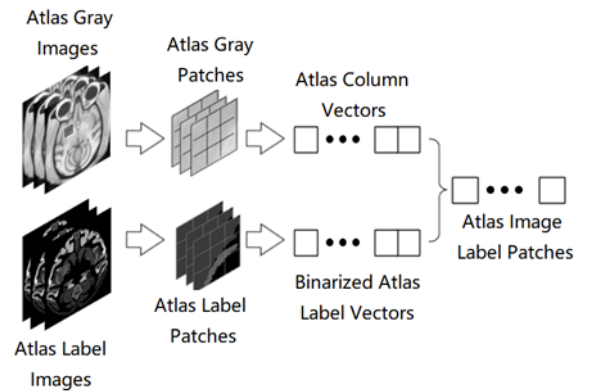 Atlas Gray
Images
Atlas Gray
Patches
Atlas Column
Vectors
Atlas Image
Label Patches
Atlas Label
Images
Atlas Label
Patches
Binarized Atlas
Label Vectors